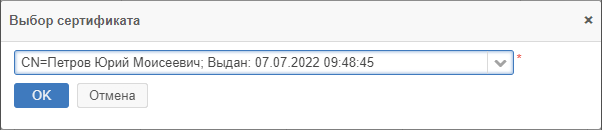 Выбор сертификата ×
CN=Петров Юрий Моисеевич; Выдан: 07.07.2022 09:48:45 *
OK Отмена